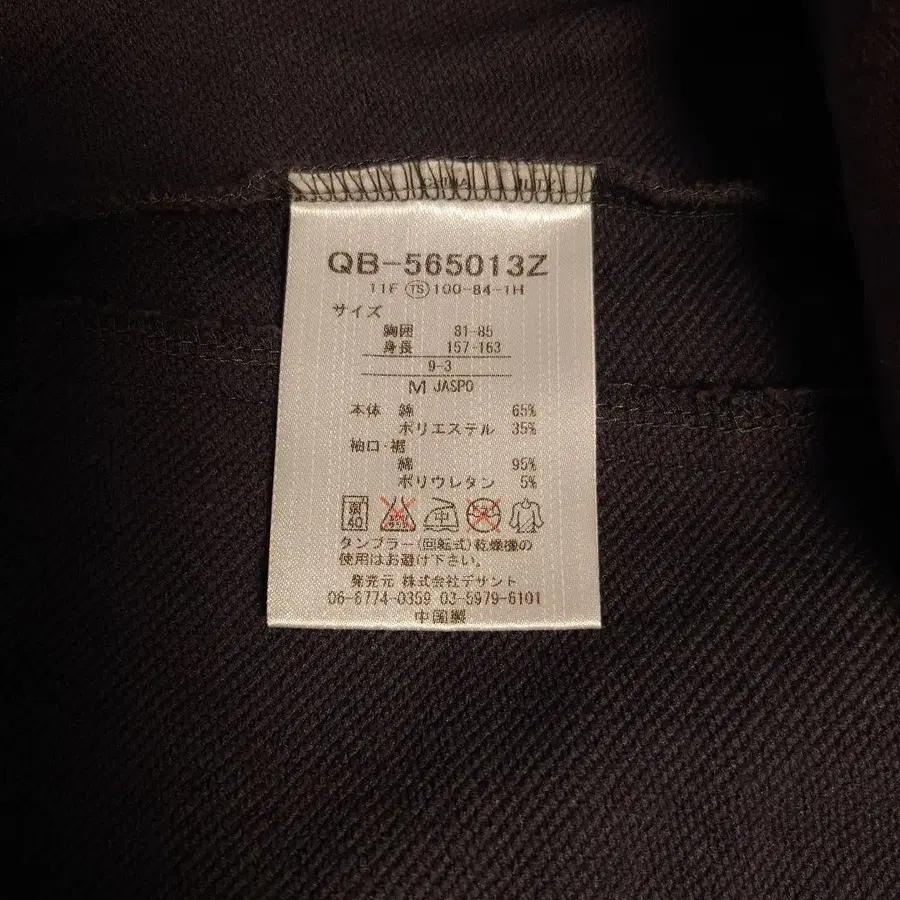 QB-565013Z
11F TS 100-84-1H
サイズ
胸囲 81-85
身長 157-163
9-3
M JASPO
本体 綿 65%
ポリエステル 35%
袖口・裾
綿 95%
ポリウレタン 5%
弱 40 中
タンブラー(回転式)乾燥機の
使用はお避け下さい。
発売元 株式会社デサント
06-6774-0359 03-5979-6101
中国製